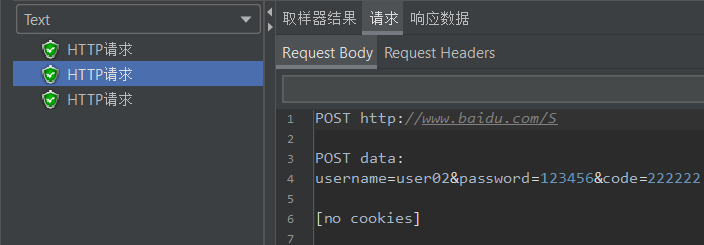 Text
HTTP请求
HTTP请求
HTTP请求
取样器结果 请求 响应数据
Request Body Request Headers
1 POST http://www.baidu.com/S
2
3 POST data:
4 username=user02&password=123456&code=222222
5
6 [no cookies]
7